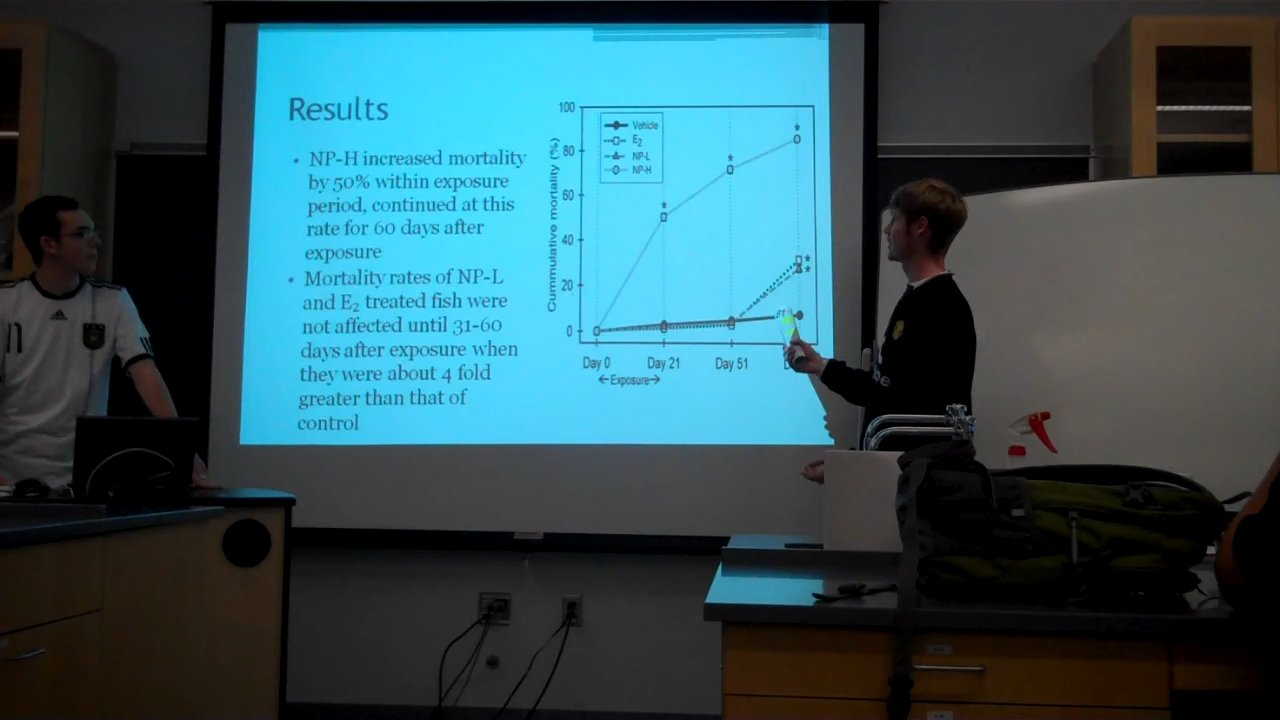 Results
• NP-H increased mortality
by 50% within exposure
period, continued at this
rate for 60 days after
exposure
• Mortality rates of NP-L
and E₂ treated fish were
not affected until 31-60
days after exposure when
they were about 4 fold
greater than that of
control
Cummulative mortality (%)
100
80
60
40
20
0
Vehicle
E₂
NP-L
NP-H
*
*
*
*
*
Day 0 Day 21 Day 51
←Exposure→
11
adidas